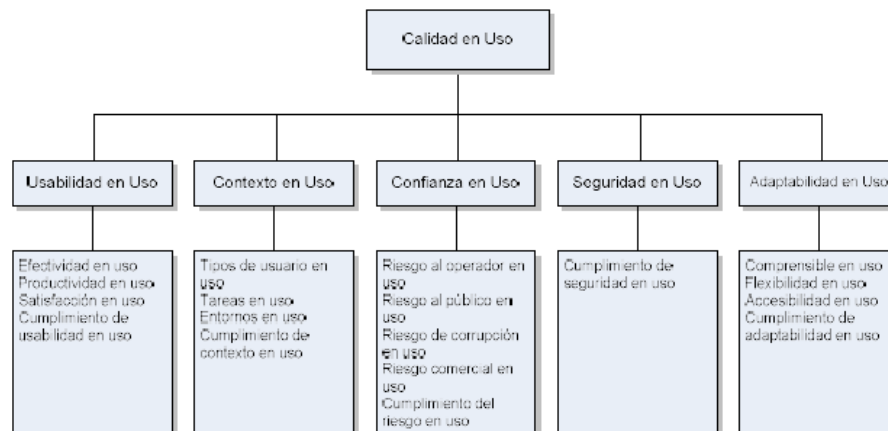 Calidad en Uso
Usabilidad en Uso
Contexto en Uso
Confianza en Uso
Seguridad en Uso
Adaptabilidad en Uso
Efectividad en uso
Productividad en uso
Satisfacción en uso
Cumplimiento de
usabilidad en uso
Tipos de usuario en
uso
Tareas en uso
Entornos en uso
Cumplimiento de
contexto en uso
Riesgo al operador en
uso
Riesgo al público en
uso
Riesgo de corrupción
en uso
Riesgo comercial en
uso
Cumplimiento del
riesgo en uso
Cumplimiento de
seguridad en uso
Comprensible en uso
Flexibilidad en uso
Accesibilidad en uso
Cumplimiento de
adaptabilidad en uso